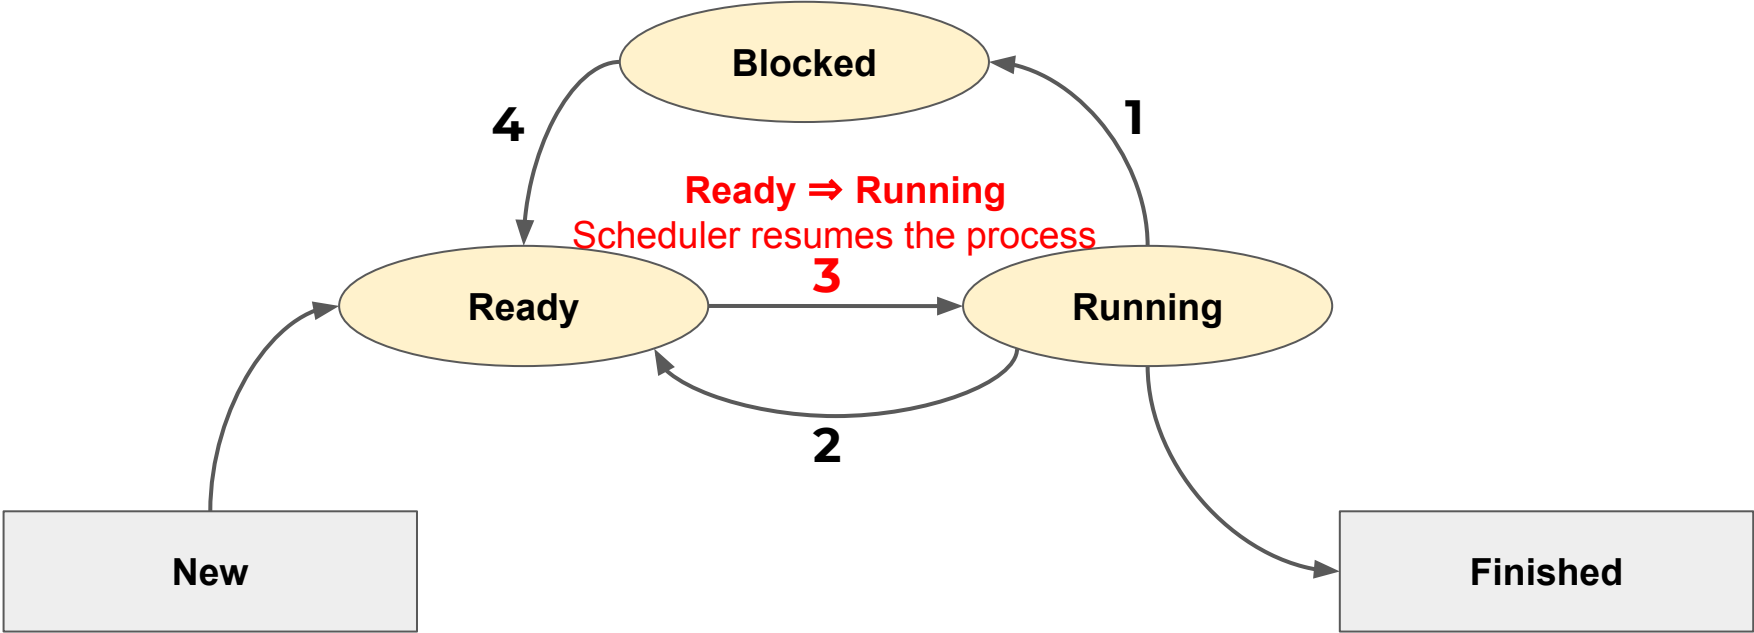 Blocked
4
1
Ready ⇒ Running
Scheduler resumes the process
3
Ready
Running
2
New
Finished